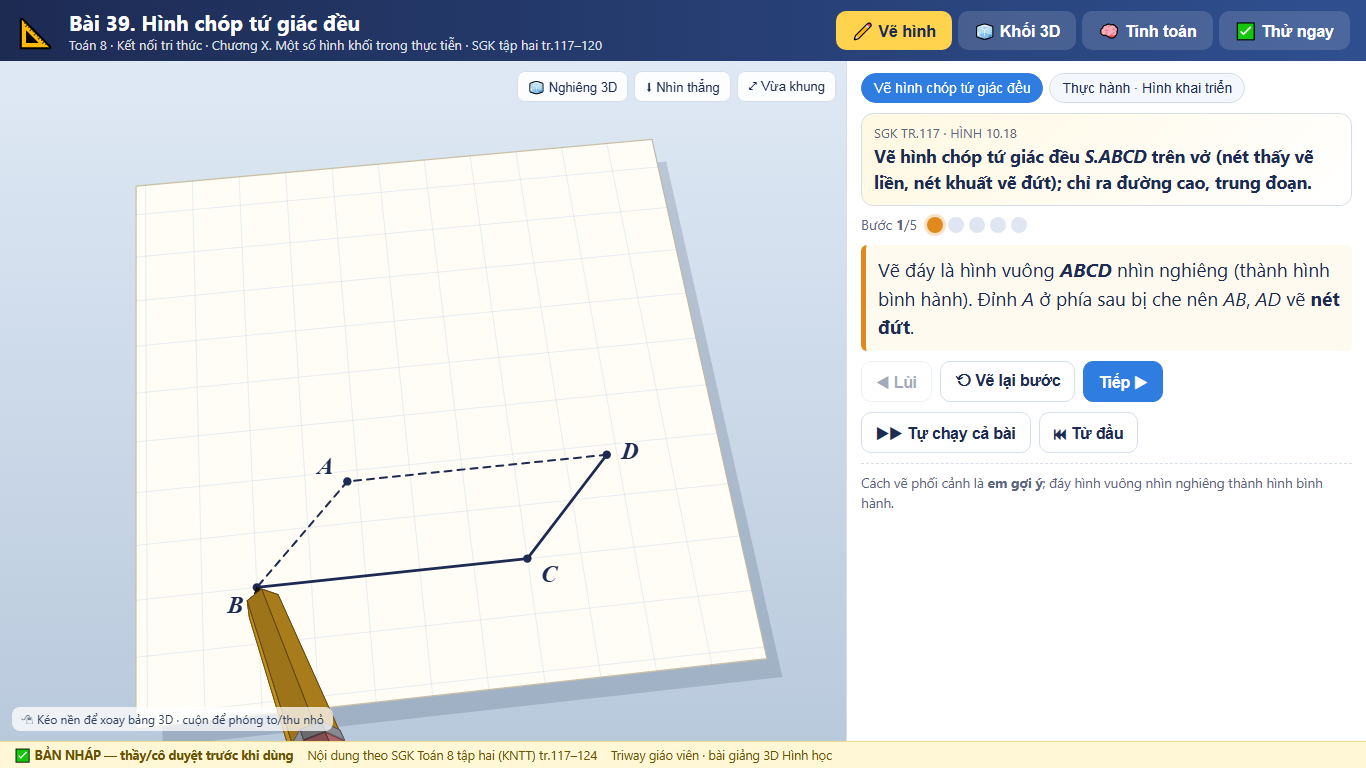 Bài 39. Hình chóp tứ giác đều
Toán 8 · Kết nối tri thức · Chương X. Một số hình khối trong thực tiễn · SGK tập hai tr.117–120
Vẽ hình
Khối 3D
Tính toán
Thử ngay
Nghiêng 3D
Nhìn thẳng
Vừa khung
A
D
C
B
Kéo nền để xoay bảng 3D · cuộn để phóng to/thu nhỏ
Vẽ hình chóp tứ giác đều
Thực hành · Hình khai triển
SGK TR.117 · HÌNH 10.18
Vẽ hình chóp tứ giác đều S.ABCD trên vở (nét thấy vẽ
liền, nét khuất vẽ đứt); chỉ ra đường cao, trung đoạn.
Bước 1/5
Vẽ đáy là hình vuông ABCD nhìn nghiêng (thành hình
bình hành). Đỉnh A ở phía sau bị che nên AB, AD vẽ nét
đứt.
Lùi
Vẽ lại bước
Tiếp
Tự chạy cả bài
Từ đầu
Cách vẽ phối cảnh là em gợi ý; đáy hình vuông nhìn nghiêng thành hình bình
hành.
BẢN NHÁP — thầy/cô duyệt trước khi dùng Nội dung theo SGK Toán 8 tập hai (KNTT) tr.117–124 Triway giáo viên · bài giảng 3D Hình học